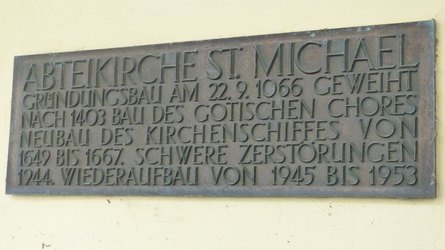 ABTEIKIRCHE ST. MICHAEL
GRÜNDUNGSBAU AM 22.9.1066 GEWEIHT
NACH 1403 BAU DES GOTISCHEN CHORES
NEUBAU DES KIRCHENSCHIFFES VON
1649 BIS 1667. SCHWERE ZERSTÖRUNGEN
1944. WIEDERAUFBAU VON 1945 BIS 1953